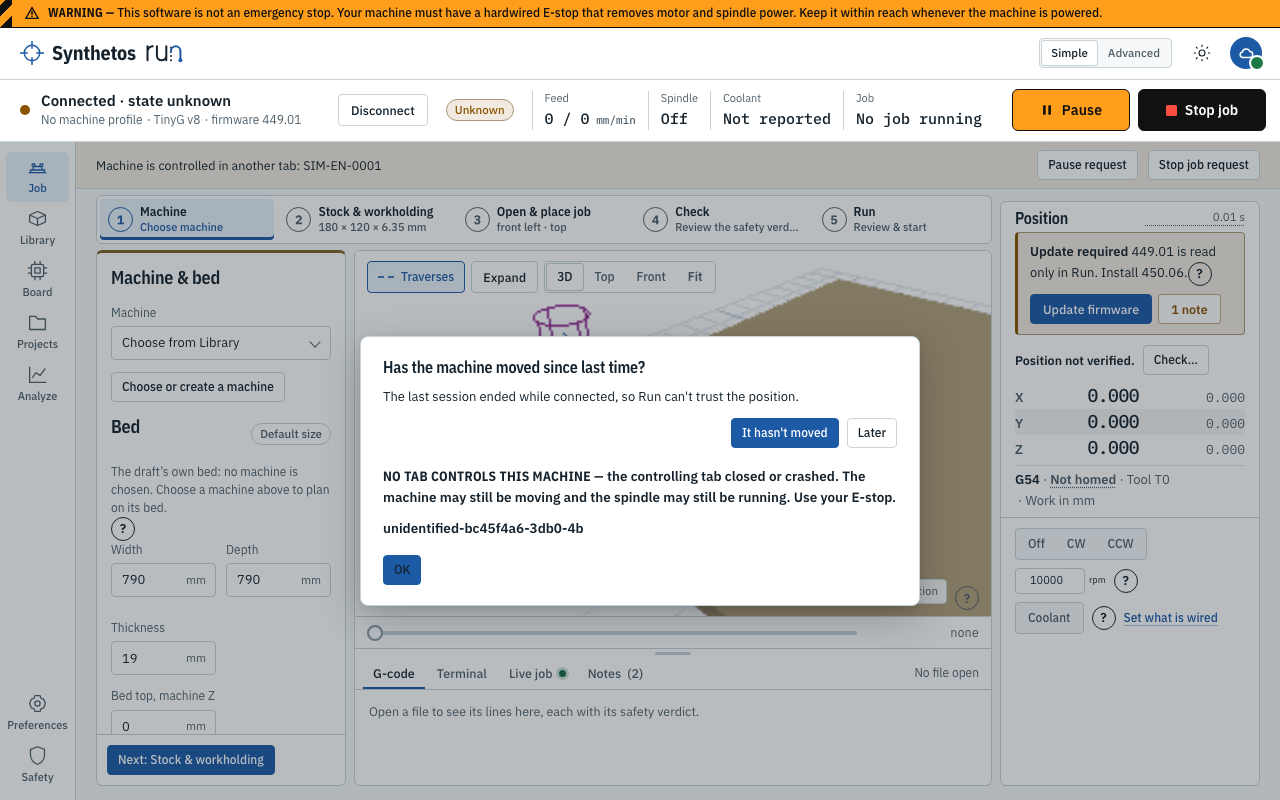 WARNING — This software is not an emergency stop. Your machine must have a hardwired E-stop that removes motor and spindle power. Keep it within reach whenever the machine is powered.
Synthetos run
Simple
Advanced
Connected · state unknown
No machine profile · TinyG v8 · firmware 449.01
Disconnect
Unknown
Feed
0 / 0 mm/min
Spindle
Off
Coolant
Not reported
Job
No job running
Pause
Stop job
Job
Library
Board
Projects
Analyze
Preferences
Safety
Machine is controlled in another tab: SIM-EN-0001
Pause request
Stop job request
1
Machine
Choose machine
2
Stock & workholding
180 × 120 × 6.35 mm
3
Open & place job
front left · top
4
Check
Review the safety verd...
5
Run
Review & start
Machine & bed
Machine
Choose from Library
Choose or create a machine
Bed
Default size
The draft's own bed: no machine is
chosen. Choose a machine above to plan
on its bed.
?
Width
Depth
790 mm
790 mm
Thickness
19 mm
Bed top, machine Z
0 mm
Next: Stock & workholding
Traverses
Expand
3D
Top
Front
Fit
Has the machine moved since last time?
The last session ended while connected, so Run can't trust the position.
It hasn't moved
Later
NO TAB CONTROLS THIS MACHINE — the controlling tab closed or crashed. The
machine may still be moving and the spindle may still be running. Use your E-stop.
unidentified-bc45f4a6-3db0-4b
OK
?
none
G-code
Terminal
Live job
Notes (2)
No file open
Open a file to see its lines here, each with its safety verdict.
Position
0.01 s
Update required 449.01 is read
only in Run. Install 450.06. ?
Update firmware
1 note
Position not verified.
Check...
X 0.000 0.000
Y 0.000 0.000
Z 0.000 0.000
G54 · Not homed · Tool T0
· Work in mm
Off
CW
CCW
10000 rpm ?
Coolant
?
Set what is wired